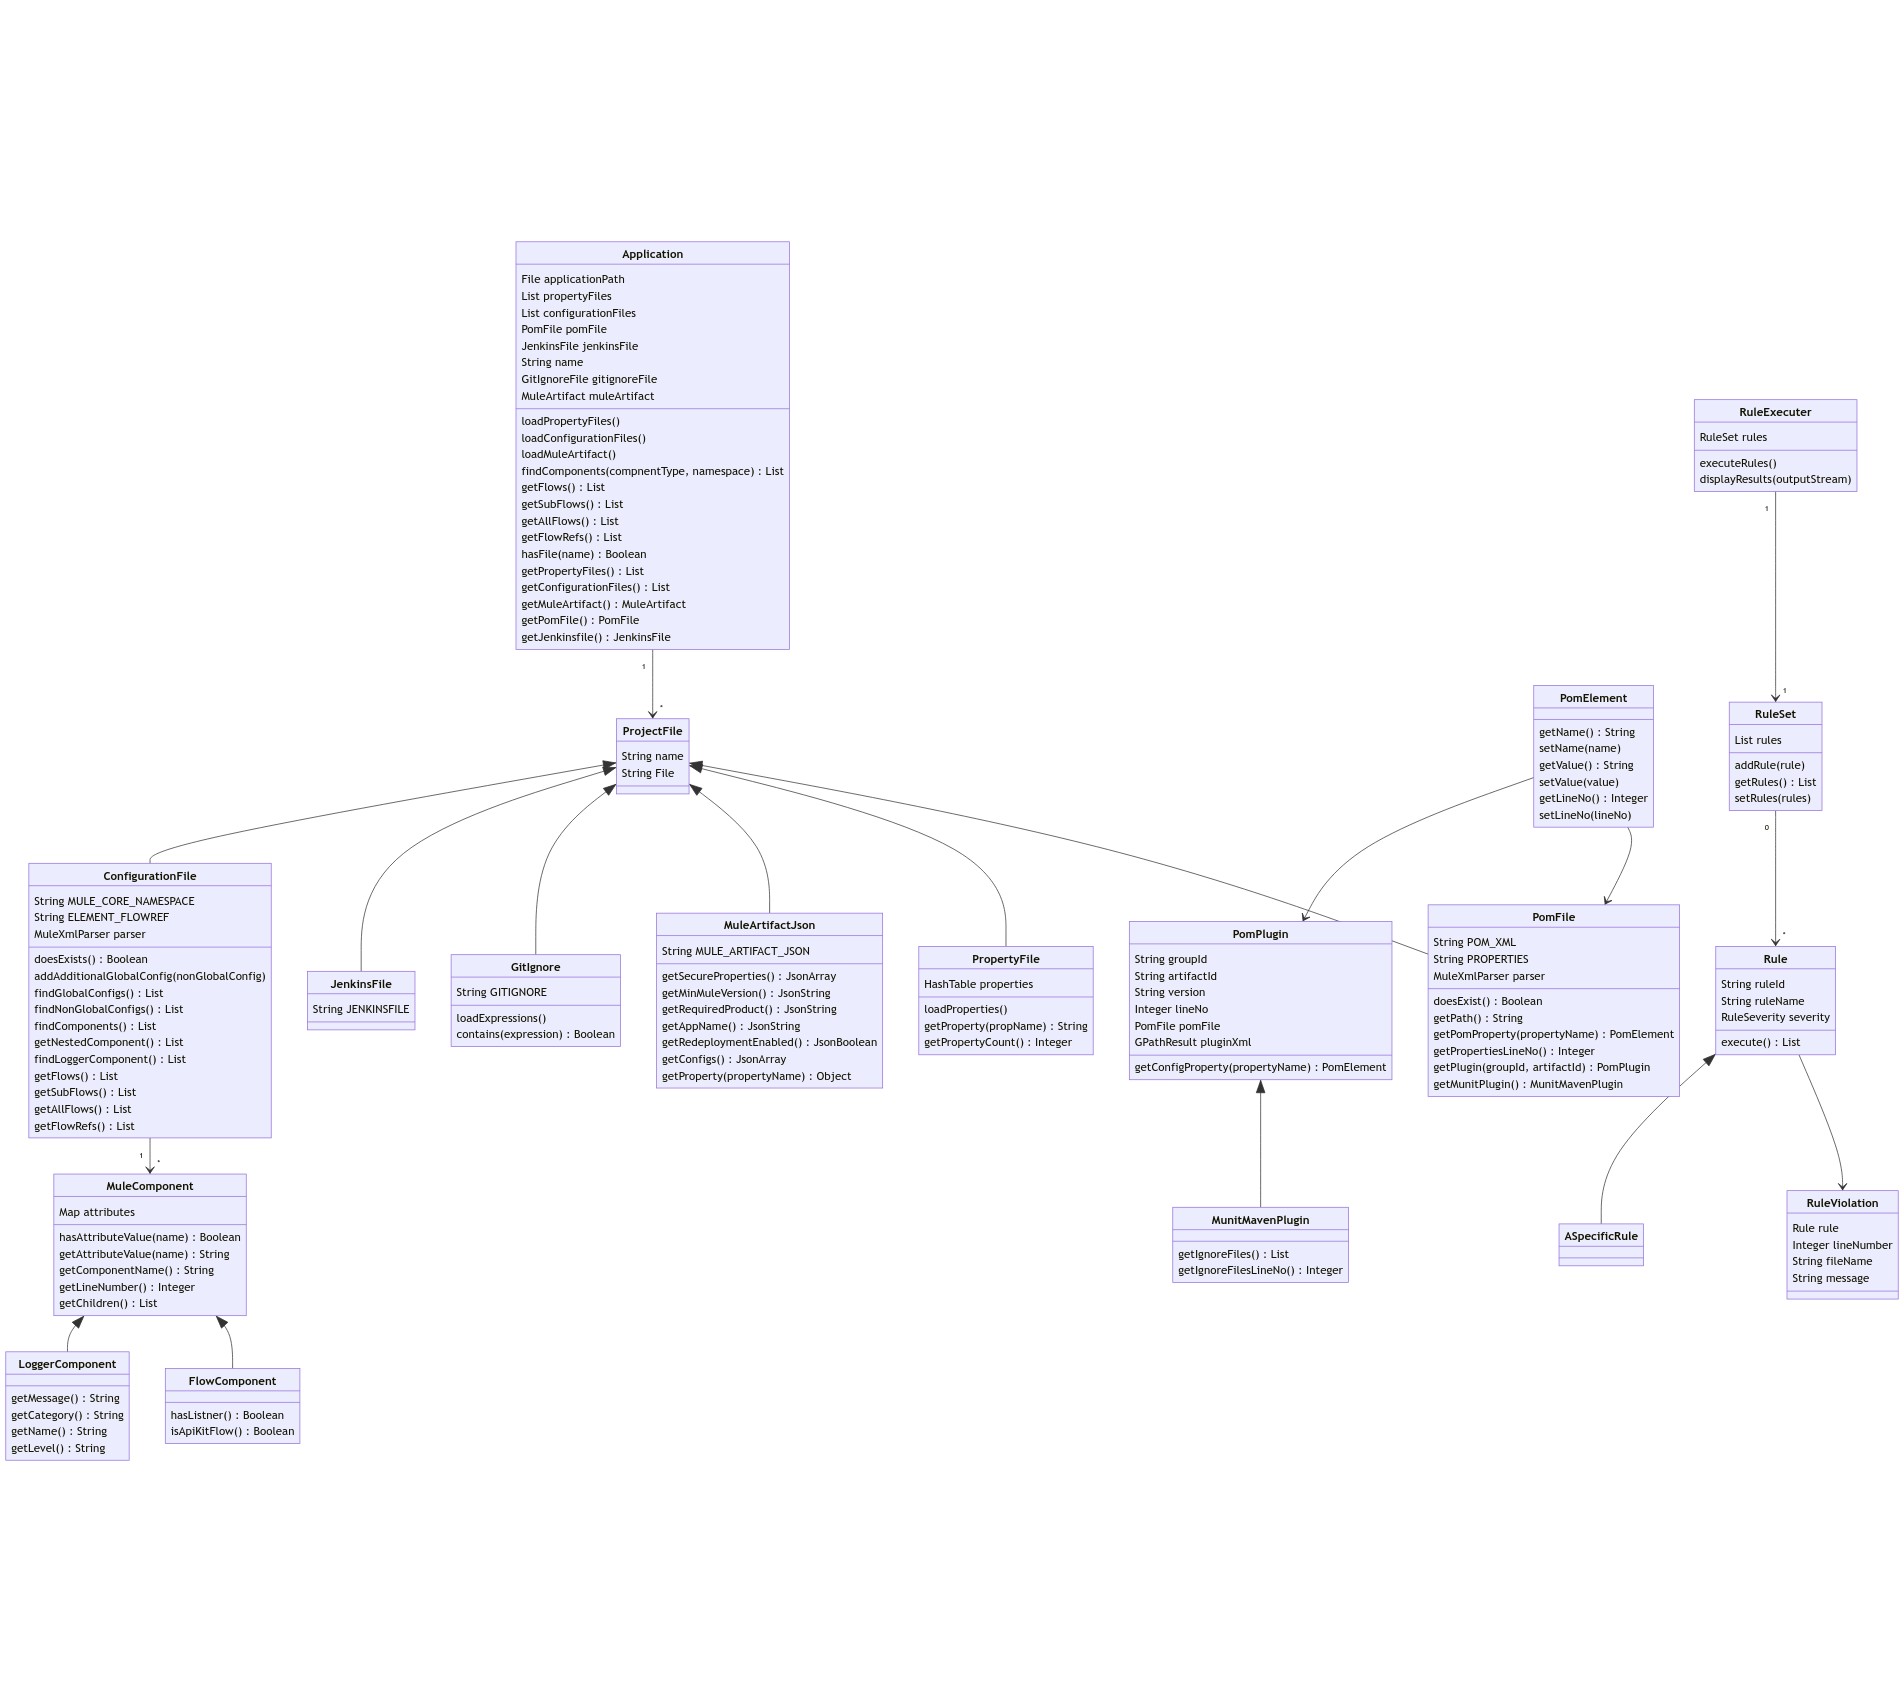 Application
File applicationPath
List propertyFiles
List configurationFiles
PomFile pomFile
JenkinsFile jenkinsFile
String name
GitIgnoreFile gitignoreFile
MuleArtifact muleArtifact
loadPropertyFiles()
loadConfigurationFiles()
loadMuleArtifact()
findComponents(compnentType, namespace) : List
getFlows() : List
getSubFlows() : List
getAllFlows() : List
getFlowRefs() : List
hasFile(name) : Boolean
getPropertyFiles() : List
getConfigurationFiles() : List
getMuleArtifact() : MuleArtifact
getPomFile() : PomFile
getJenkinsfile() : JenkinsFile
1
*
RuleExecuter
RuleSet rules
executeRules()
displayResults(outputStream)
1
1
ProjectFile
String name
String File
PomElement
getName() : String
setName(name)
getValue() : String
setValue(value)
getLineNo() : Integer
setLineNo(lineNo)
RuleSet
List rules
addRule(rule)
getRules() : List
setRules(rules)
0
*
ConfigurationFile
String MULE_CORE_NAMESPACE
String ELEMENT_FLOWREF
MuleXmlParser parser
doesExists() : Boolean
addAdditionalGlobalConfig(nonGlobalConfig)
findGlobalConfigs() : List
findNonGlobalConfigs() : List
findComponents() : List
getNestedComponent() : List
findLoggerComponent() : List
getFlows() : List
getSubFlows() : List
getAllFlows() : List
getFlowRefs() : List
1
*
JenkinsFile
String JENKINSFILE
GitIgnore
String GITIGNORE
loadExpressions()
contains(expression) : Boolean
MuleArtifactJson
String MULE_ARTIFACT_JSON
getSecureProperties() : JsonArray
getMinMuleVersion() : JsonString
getRequiredProduct() : JsonString
getAppName() : JsonString
getRedeploymentEnabled() : JsonBoolean
getConfigs() : JsonArray
getProperty(propertyName) : Object
PropertyFile
HashTable properties
loadProperties()
getProperty(propName) : String
getPropertyCount() : Integer
PomPlugin
String groupId
String artifactId
String version
Integer lineNo
PomFile pomFile
GPathResult pluginXml
getConfigProperty(propertyName) : PomElement
PomFile
String POM_XML
String PROPERTIES
MuleXmlParser parser
doesExist() : Boolean
getPath() : String
getPomProperty(propertyName) : PomElement
getPropertiesLineNo() : Integer
getPlugin(groupId, artifactId) : PomPlugin
getMunitPlugin() : MunitMavenPlugin
Rule
String ruleId
String ruleName
RuleSeverity severity
execute() : List
MuleComponent
Map attributes
hasAttributeValue(name) : Boolean
getAttributeValue(name) : String
getComponentName() : String
getLineNumber() : Integer
getChildren() : List
MunitMavenPlugin
getIgnoreFiles() : List
getIgnoreFilesLineNo() : Integer
ASpecificRule
RuleViolation
Rule rule
Integer lineNumber
String fileName
String message
LoggerComponent
getMessage() : String
getCategory() : String
getName() : String
getLevel() : String
FlowComponent
hasListner() : Boolean
isApiKitFlow() : Boolean